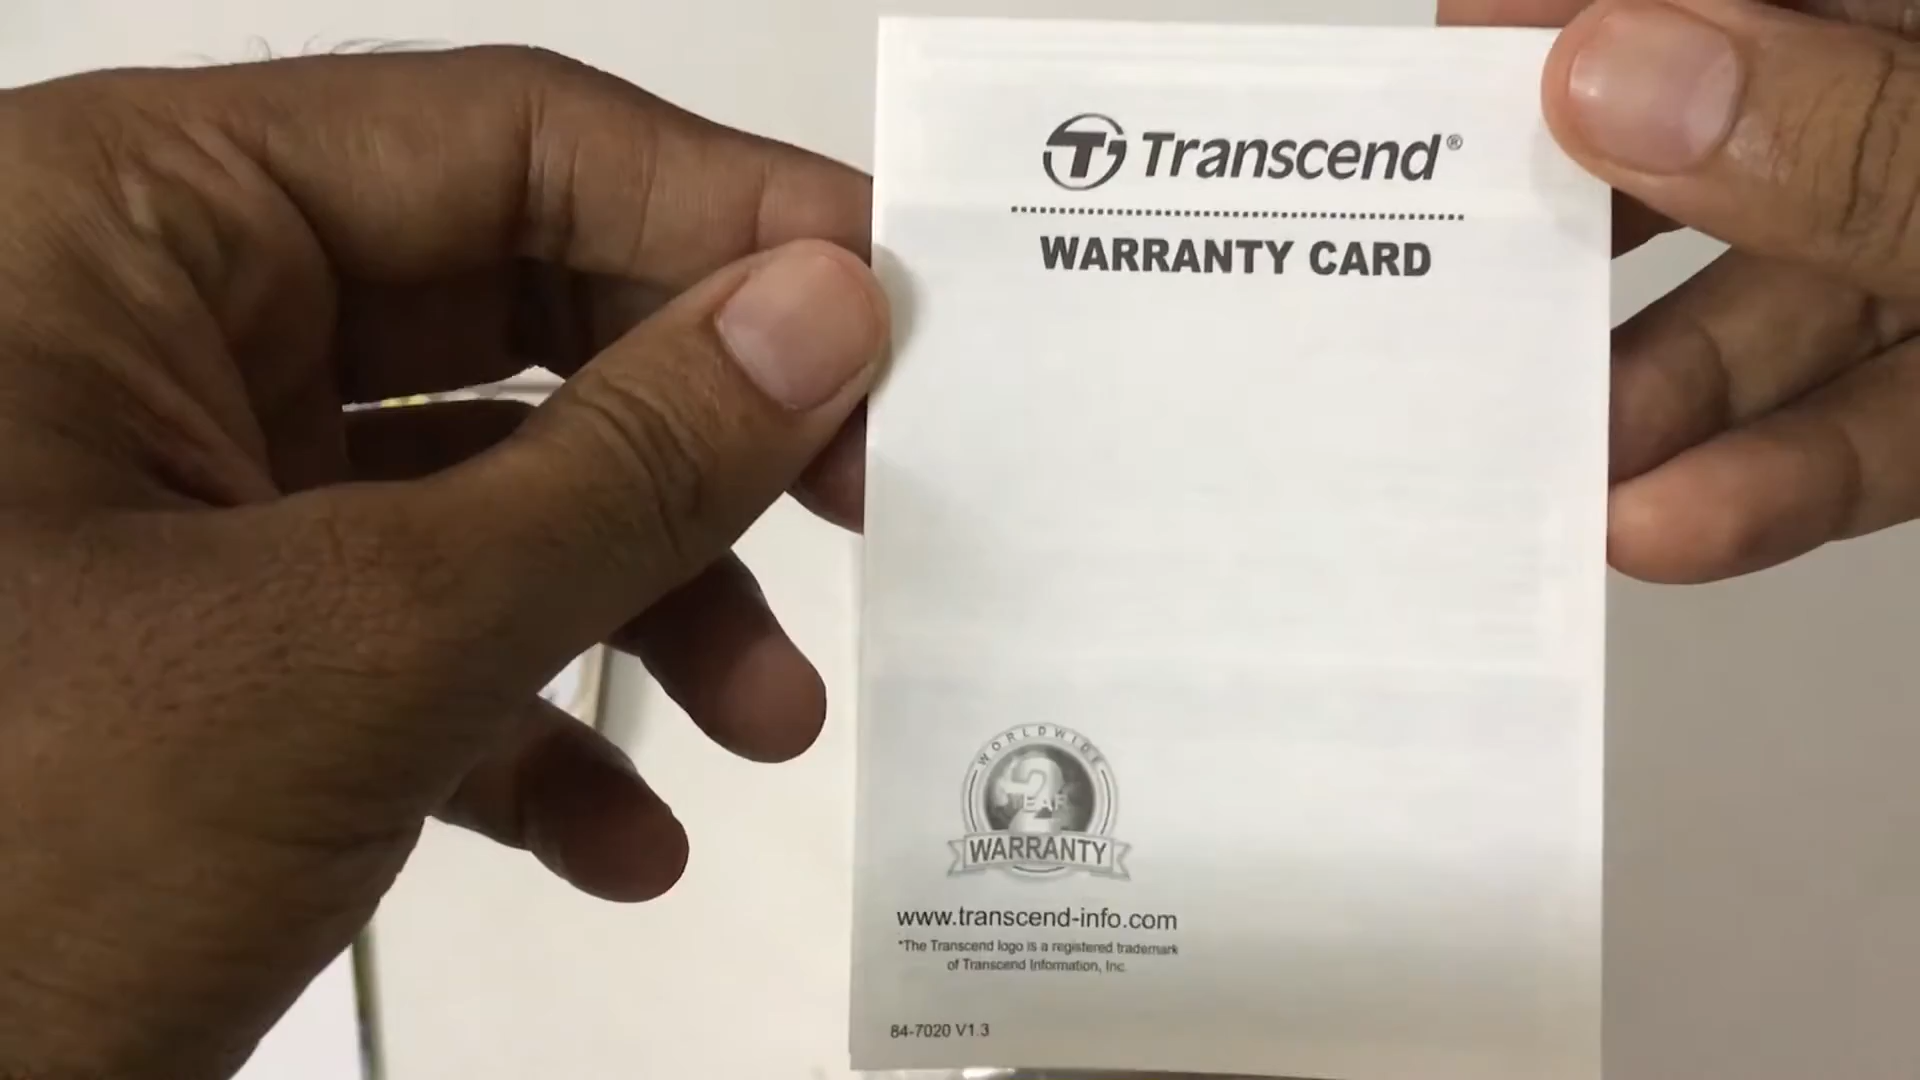 Transcend®
WARRANTY CARD
WORLDWIDE
2
YEAR
WARRANTY
www.transcend-info.com
*The Transcend logo is a registered trademark
of Transcend Information, Inc.
84-7020 V1.3